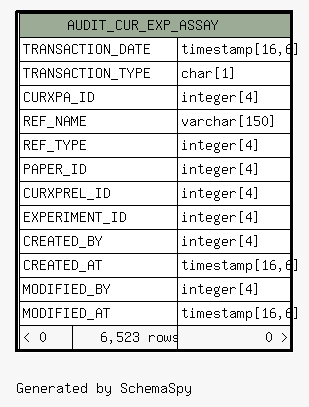 AUDIT_CUR_EXP_ASSAY
TRANSACTION_DATE timestamp[16,6]
TRANSACTION_TYPE char[1]
CURXPA_ID integer[4]
REF_NAME varchar[150]
REF_TYPE integer[4]
PAPER_ID integer[4]
CURXPREL_ID integer[4]
EXPERIMENT_ID integer[4]
CREATED_BY integer[4]
CREATED_AT timestamp[16,6]
MODIFIED_BY integer[4]
MODIFIED_AT timestamp[16,6]
< 0 6,523 rows 0 >
Generated by SchemaSpy